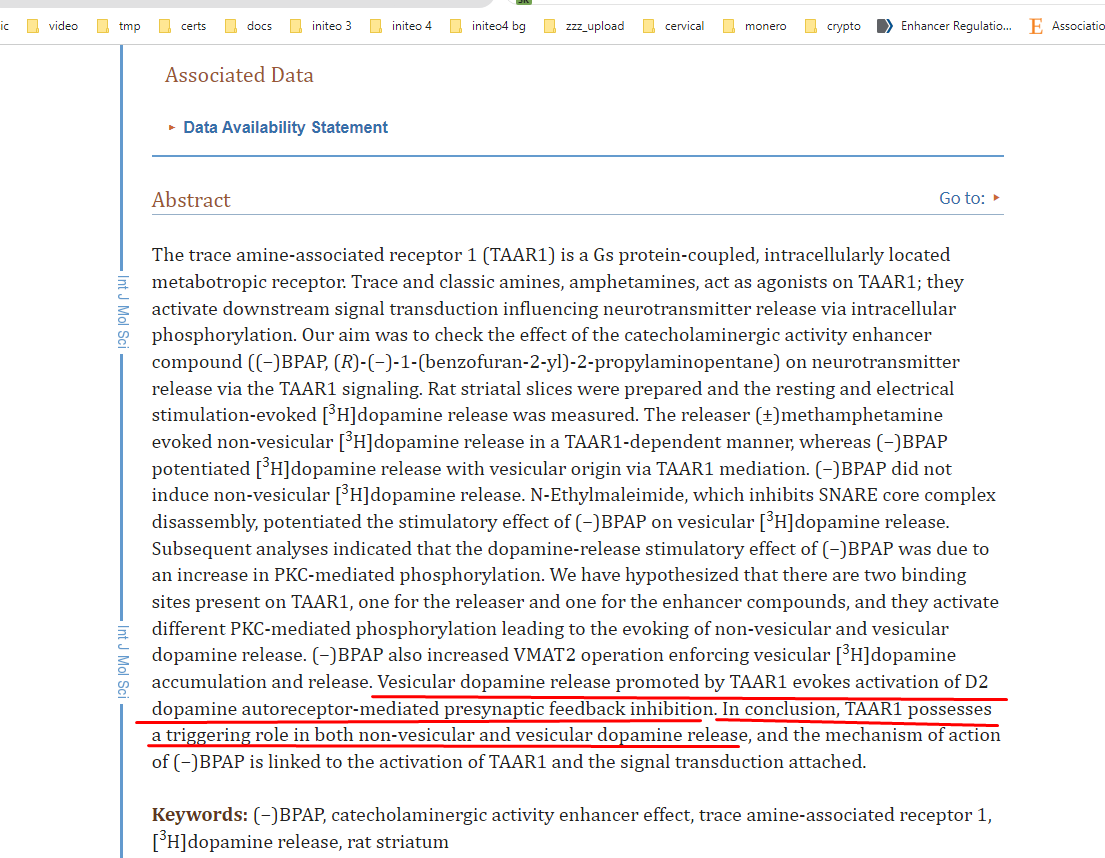 ic video tmp certs docs initeo 3 initeo 4 initeo4 bg zzz_upload cervical monero crypto Enhancer Regulatio... Associatio
Associated Data
▸ Data Availability Statement
Abstract Go to: ▸
The trace amine-associated receptor 1 (TAAR1) is a Gs protein-coupled, intracellularly located
metabotropic receptor. Trace and classic amines, amphetamines, act as agonists on TAAR1; they
activate downstream signal transduction influencing neurotransmitter release via intracellular
phosphorylation. Our aim was to check the effect of the catecholaminergic activity enhancer
compound ((−)BPAP, (R)-(−)-1-(benzofuran-2-yl)-2-propylaminopentane) on neurotransmitter
release via the TAAR1 signaling. Rat striatal slices were prepared and the resting and electrical
stimulation-evoked [³H]dopamine release was measured. The releaser (±)methamphetamine
evoked non-vesicular [³H]dopamine release in a TAAR1-dependent manner, whereas (−)BPAP
potentiated [³H]dopamine release with vesicular origin via TAAR1 mediation. (−)BPAP did not
induce non-vesicular [³H]dopamine release. N-Ethylmaleimide, which inhibits SNARE core complex
disassembly, potentiated the stimulatory effect of (−)BPAP on vesicular [³H]dopamine release.
Subsequent analyses indicated that the dopamine-release stimulatory effect of (−)BPAP was due to
an increase in PKC-mediated phosphorylation. We have hypothesized that there are two binding
sites present on TAAR1, one for the releaser and one for the enhancer compounds, and they activate
different PKC-mediated phosphorylation leading to the evoking of non-vesicular and vesicular
dopamine release. (−)BPAP also increased VMAT2 operation enforcing vesicular [³H]dopamine
accumulation and release. Vesicular dopamine release promoted by TAAR1 evokes activation of D2
dopamine autoreceptor-mediated presynaptic feedback inhibition. In conclusion, TAAR1 possesses
a triggering role in both non-vesicular and vesicular dopamine release, and the mechanism of action
of (−)BPAP is linked to the activation of TAAR1 and the signal transduction attached.
Keywords: (−)BPAP, catecholaminergic activity enhancer effect, trace amine-associated receptor 1,
[³H]dopamine release, rat striatum
Int J Mol Sci
Int J Mol Sci